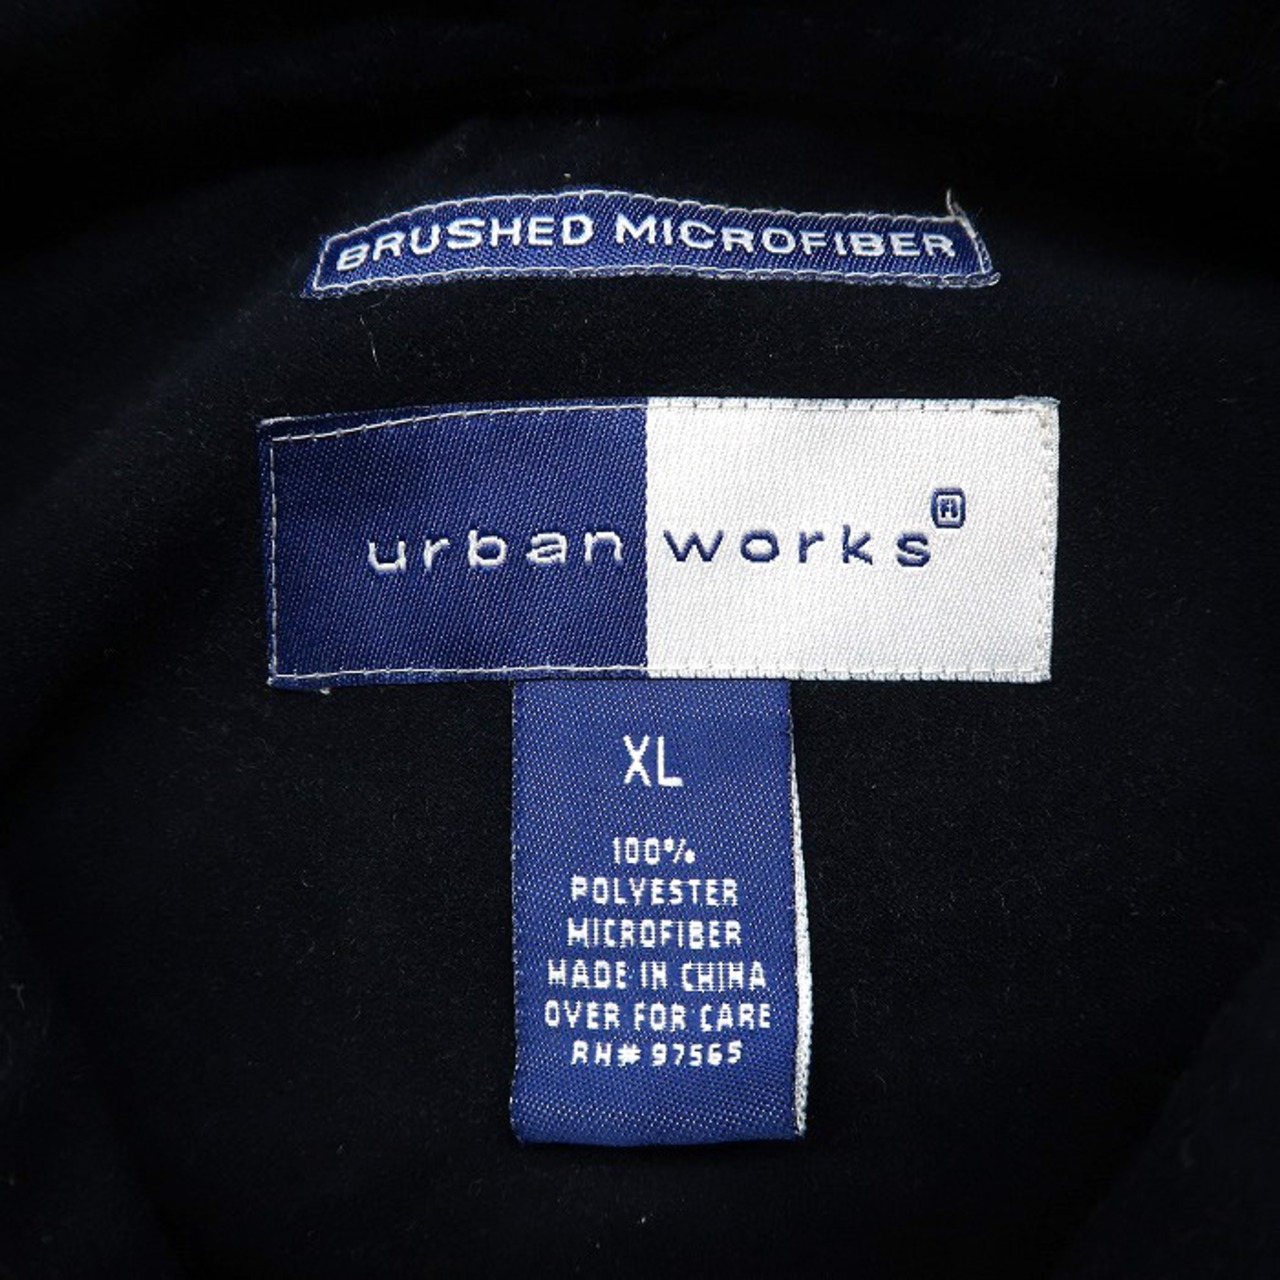 BRUSHED MICROFIBER
urban works®
XL
100%
POLYESTER
MICROFIBER
MADE IN CHINA
OVER FOR CARE
RN# 97565